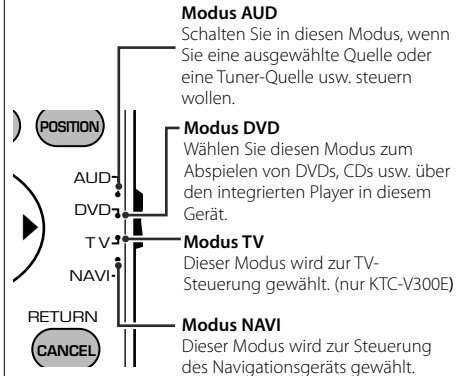 Modus AUD
Schalten Sie in diesen Modus, wenn
Sie eine ausgewählte Quelle oder
eine Tuner-Quelle usw. steuern
wollen.
POSITION
Modus DVD
Wählen Sie diesen Modus zum
Abspielen von DVDs, CDs usw. über
den integrierten Player in diesem
Gerät.
AUD
DVD
TV
NAVI
Modus TV
Dieser Modus wird zur TV-
Steuerung gewählt. (nur KTC-V300E)
RETURN
CANCEL
Modus NAVI
Dieser Modus wird zur Steuerung
des Navigationsgeräts gewählt.